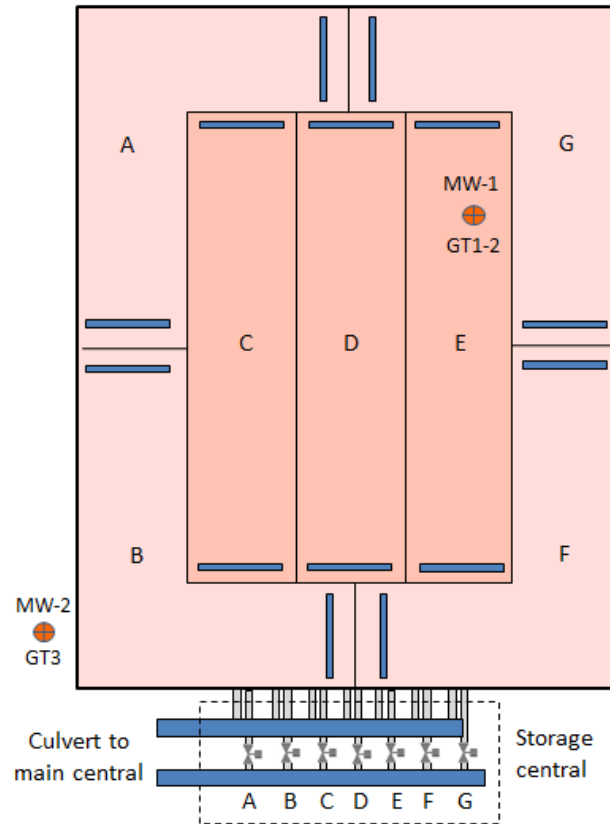 A
G
MW-1
GT1-2
C
D
E
B
F
MW-2
GT3
Culvert to
main central
Storage
central
A B C D E F G